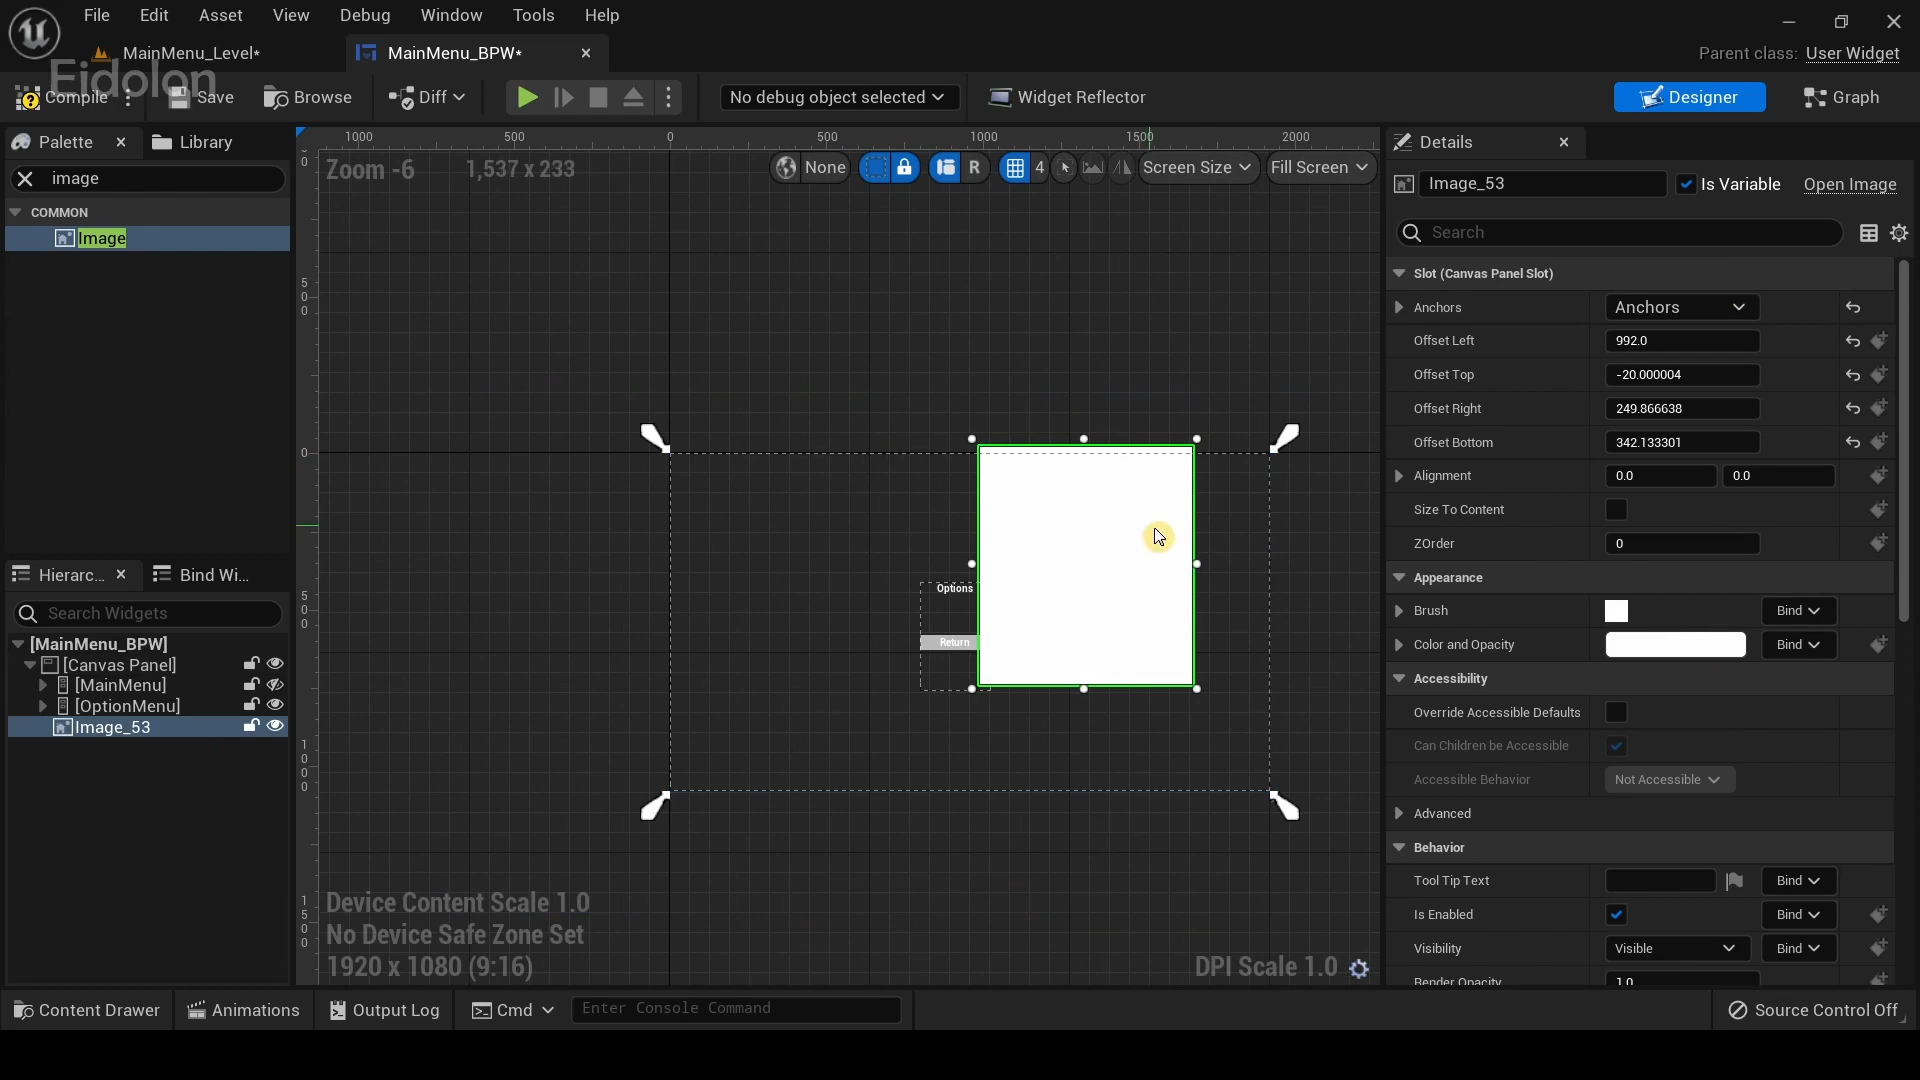 File Edit Asset View Debug Window Tools Help
MainMenu_Level*
MainMenu_BPW*
Parent class: User Widget
Eidolon
Compile
Save
Browse
Diff
No debug object selected
Widget Reflector
Designer
Graph
Palette
Library
image
COMMON
Image
Hierarc...
Bind Wi...
Search Widgets
[MainMenu_BPW]
[Canvas Panel]
[MainMenu]
[OptionMenu]
Image_53
1000 500 0 500 1000 1500 2000
0
500
0
500
1000
1500
Zoom -6
1,537 x 233
None
R
4
Screen Size
Fill Screen
Options
Return
Device Content Scale 1.0
No Device Safe Zone Set
1920 x 1080 (9:16)
DPI Scale 1.0
Details
Image_53
Is Variable
Open Image
Search
Slot (Canvas Panel Slot)
Anchors Anchors
Offset Left 992.0
Offset Top -20.000004
Offset Right 249.866638
Offset Bottom 342.133301
Alignment 0.0 0.0
Size To Content
ZOrder 0
Appearance
Brush Bind
Color and Opacity Bind
Accessibility
Override Accessible Defaults
Can Children be Accessible
Accessible Behavior Not Accessible
Advanced
Behavior
Tool Tip Text Bind
Is Enabled Bind
Visibility Visible Bind
Render Opacity 1.0
Content Drawer
Animations
Output Log
Cmd
Enter Console Command
Source Control Off